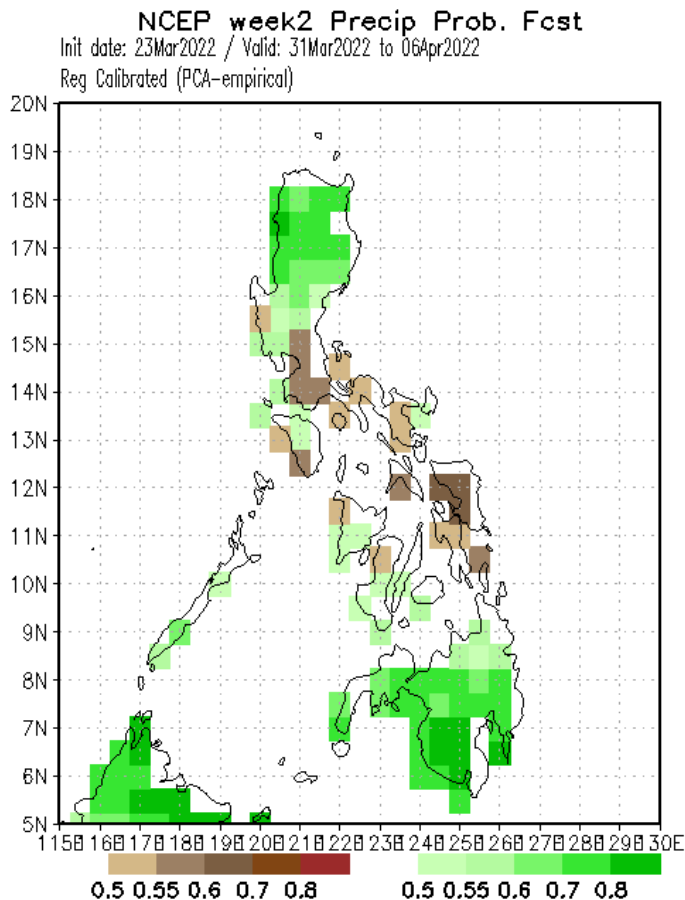 NCEP week2 Precip Prob. Fcst
Init date: 23Mar2022 / Valid: 31Mar2022 to 06Apr2022
Reg Calibrated (PCA-empirical)
20N
19N
18N
17N
16N
15N
14N
13N
12N
11N
10N
9N
8N
7N
6N
5N
115E 116E 117E 118E 119E 120E 121E 122E 123E 124E 125E 126E 127E 128E 129E 130E
0.5 0.55 0.6 0.7 0.8 0.5 0.55 0.6 0.7 0.8